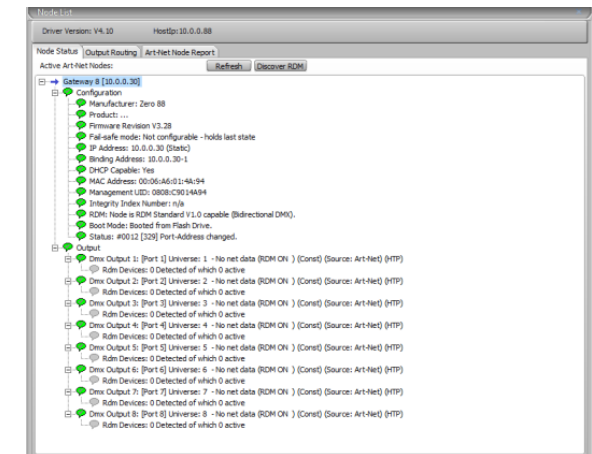 Node List
Driver Version: V4.10 HostIp:10.0.0.88
Node Status Output Routing Art-Net Node Report
Active Art-Net Nodes: Refresh Discover RDM
Gateway 8 [10.0.0.30]
Configuration
Manufacturer: Zero 88
Product: ...
Firmware Revision V3.28
Fail-safe mode: Not configurable - holds last state
IP Address: 10.0.0.30 (Static)
Binding Address: 10.0.0.30-1
DHCP Capable: Yes
MAC Address: 00:06:A6:01:4A:94
Management UID: 0808:C9014A94
Integrity Index Number: n/a
RDM: Node is RDM Standard V1.0 capable (Bidirectional DMX).
Boot Mode: Booted from Flash Drive.
Status: #0012 [329] Port-Address changed.
Output
Dmx Output 1: [Port 1] Universe: 1 - No net data (RDM ON ) (Const) (Source: Art-Net) (HTP)
Rdm Devices: 0 Detected of which 0 active
Dmx Output 2: [Port 2] Universe: 2 - No net data (RDM ON ) (Const) (Source: Art-Net) (HTP)
Rdm Devices: 0 Detected of which 0 active
Dmx Output 3: [Port 3] Universe: 3 - No net data (RDM ON ) (Const) (Source: Art-Net) (HTP)
Rdm Devices: 0 Detected of which 0 active
Dmx Output 4: [Port 4] Universe: 4 - No net data (RDM ON ) (Const) (Source: Art-Net) (HTP)
Rdm Devices: 0 Detected of which 0 active
Dmx Output 5: [Port 5] Universe: 5 - No net data (RDM ON ) (Const) (Source: Art-Net) (HTP)
Rdm Devices: 0 Detected of which 0 active
Dmx Output 6: [Port 6] Universe: 6 - No net data (RDM ON ) (Const) (Source: Art-Net) (HTP)
Rdm Devices: 0 Detected of which 0 active
Dmx Output 7: [Port 7] Universe: 7 - No net data (RDM ON ) (Const) (Source: Art-Net) (HTP)
Rdm Devices: 0 Detected of which 0 active
Dmx Output 8: [Port 8] Universe: 8 - No net data (RDM ON ) (Const) (Source: Art-Net) (HTP)
Rdm Devices: 0 Detected of which 0 active